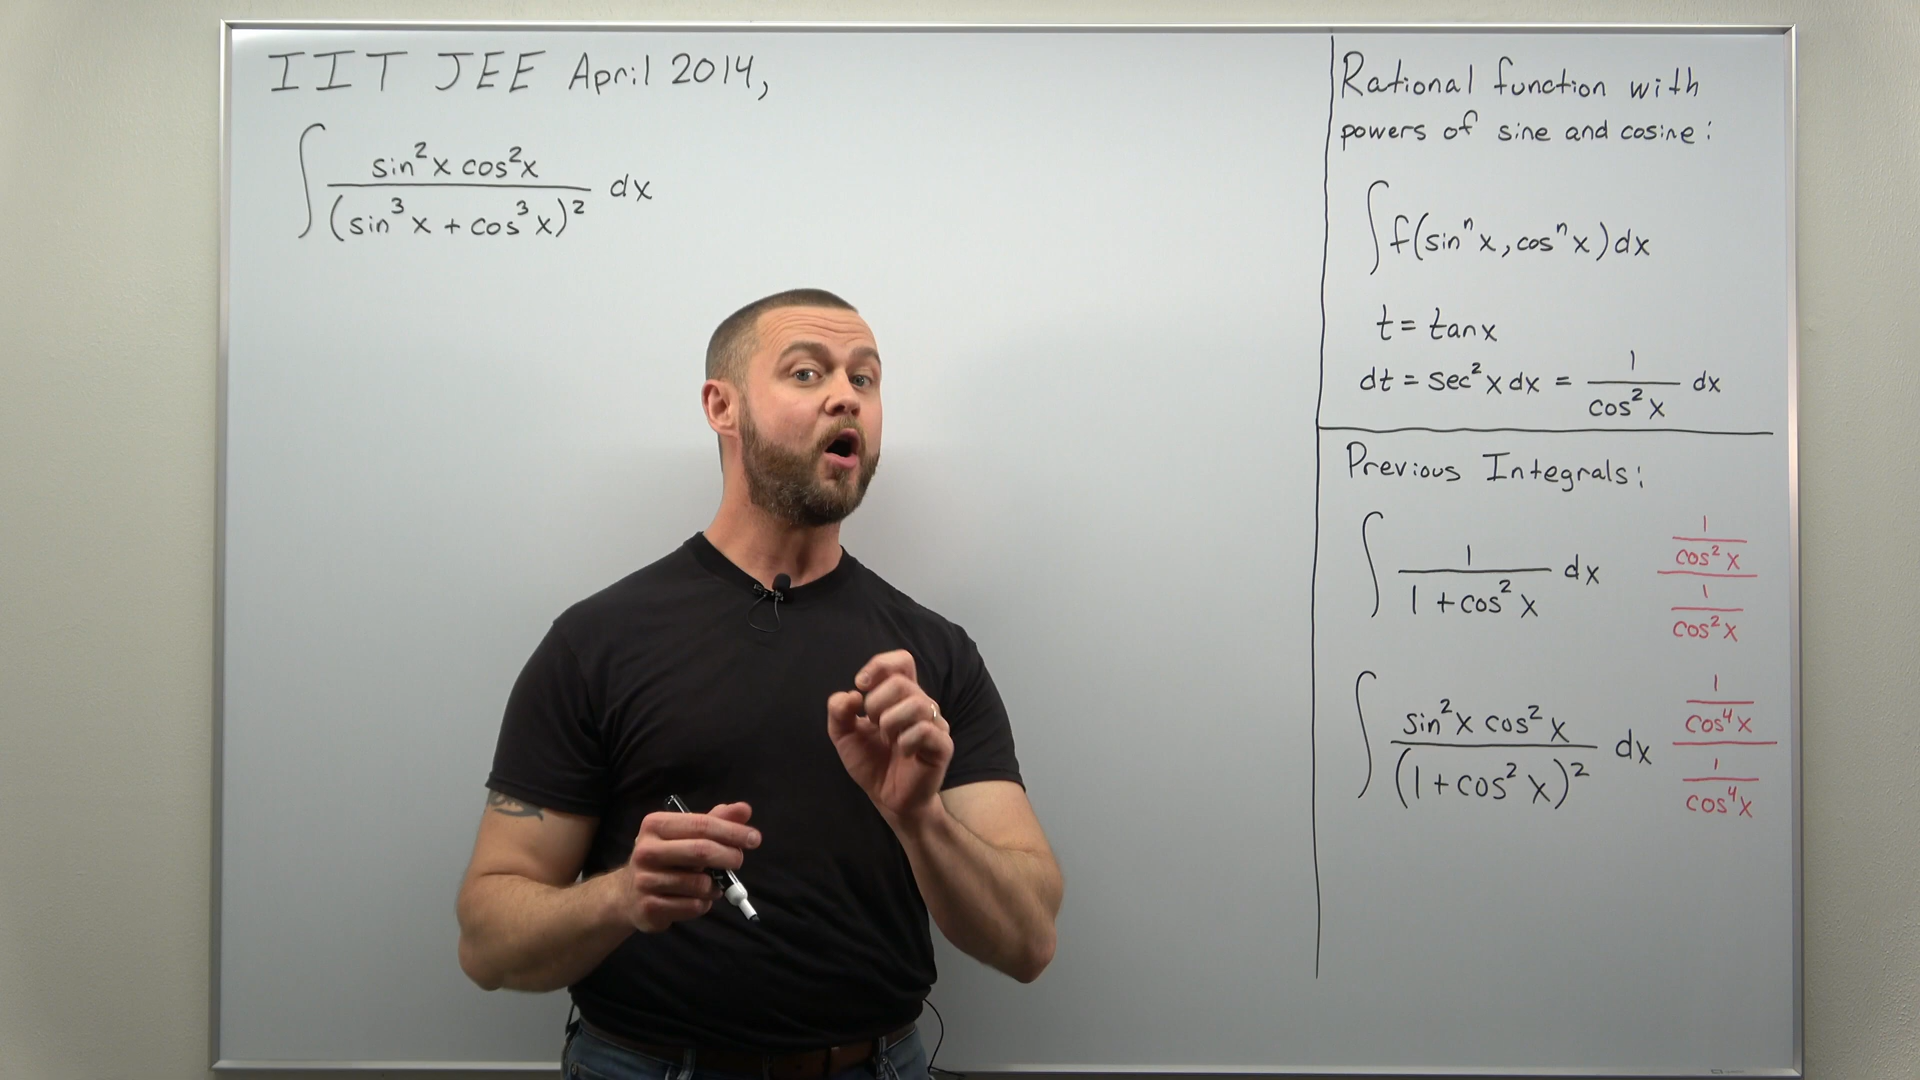 IIT JEE April 2014,
∫ sin²x cos²x / (sin³x + cos³x)² dx
Rational function with
powers of sine and cosine:
∫ f(sinⁿx, cosⁿx) dx
t = tanx
dt = sec²x dx = 1/cos²x dx
Previous Integrals:
∫ 1 / (1 + cos²x) dx
1/cos²x
1/cos²x
∫ sin²x cos²x / (1 + cos²x)² dx
1/cos⁴x
1/cos⁴x